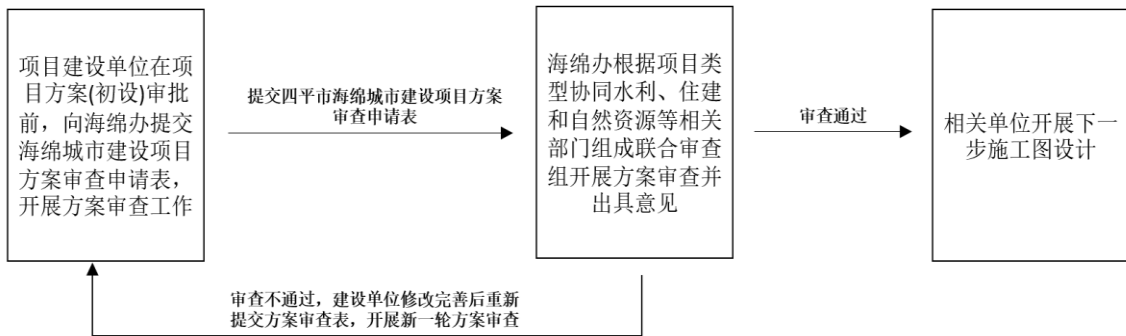 项目建设单位在项
目方案(初设)审批
前，向海绵办提交
海绵城市建设项目
方案审查申请表，
开展方案审查工作
提交四平市海绵城市建设项目方案
审查申请表
海绵办根据项目类
型协同水利、住建
和自然资源等相关
部门组成联合审查
组开展方案审查并
出具意见
审查通过
相关单位开展下一
步施工图设计
审查不通过，建设单位修改完善后重新
提交方案审查表，开展新一轮方案审查